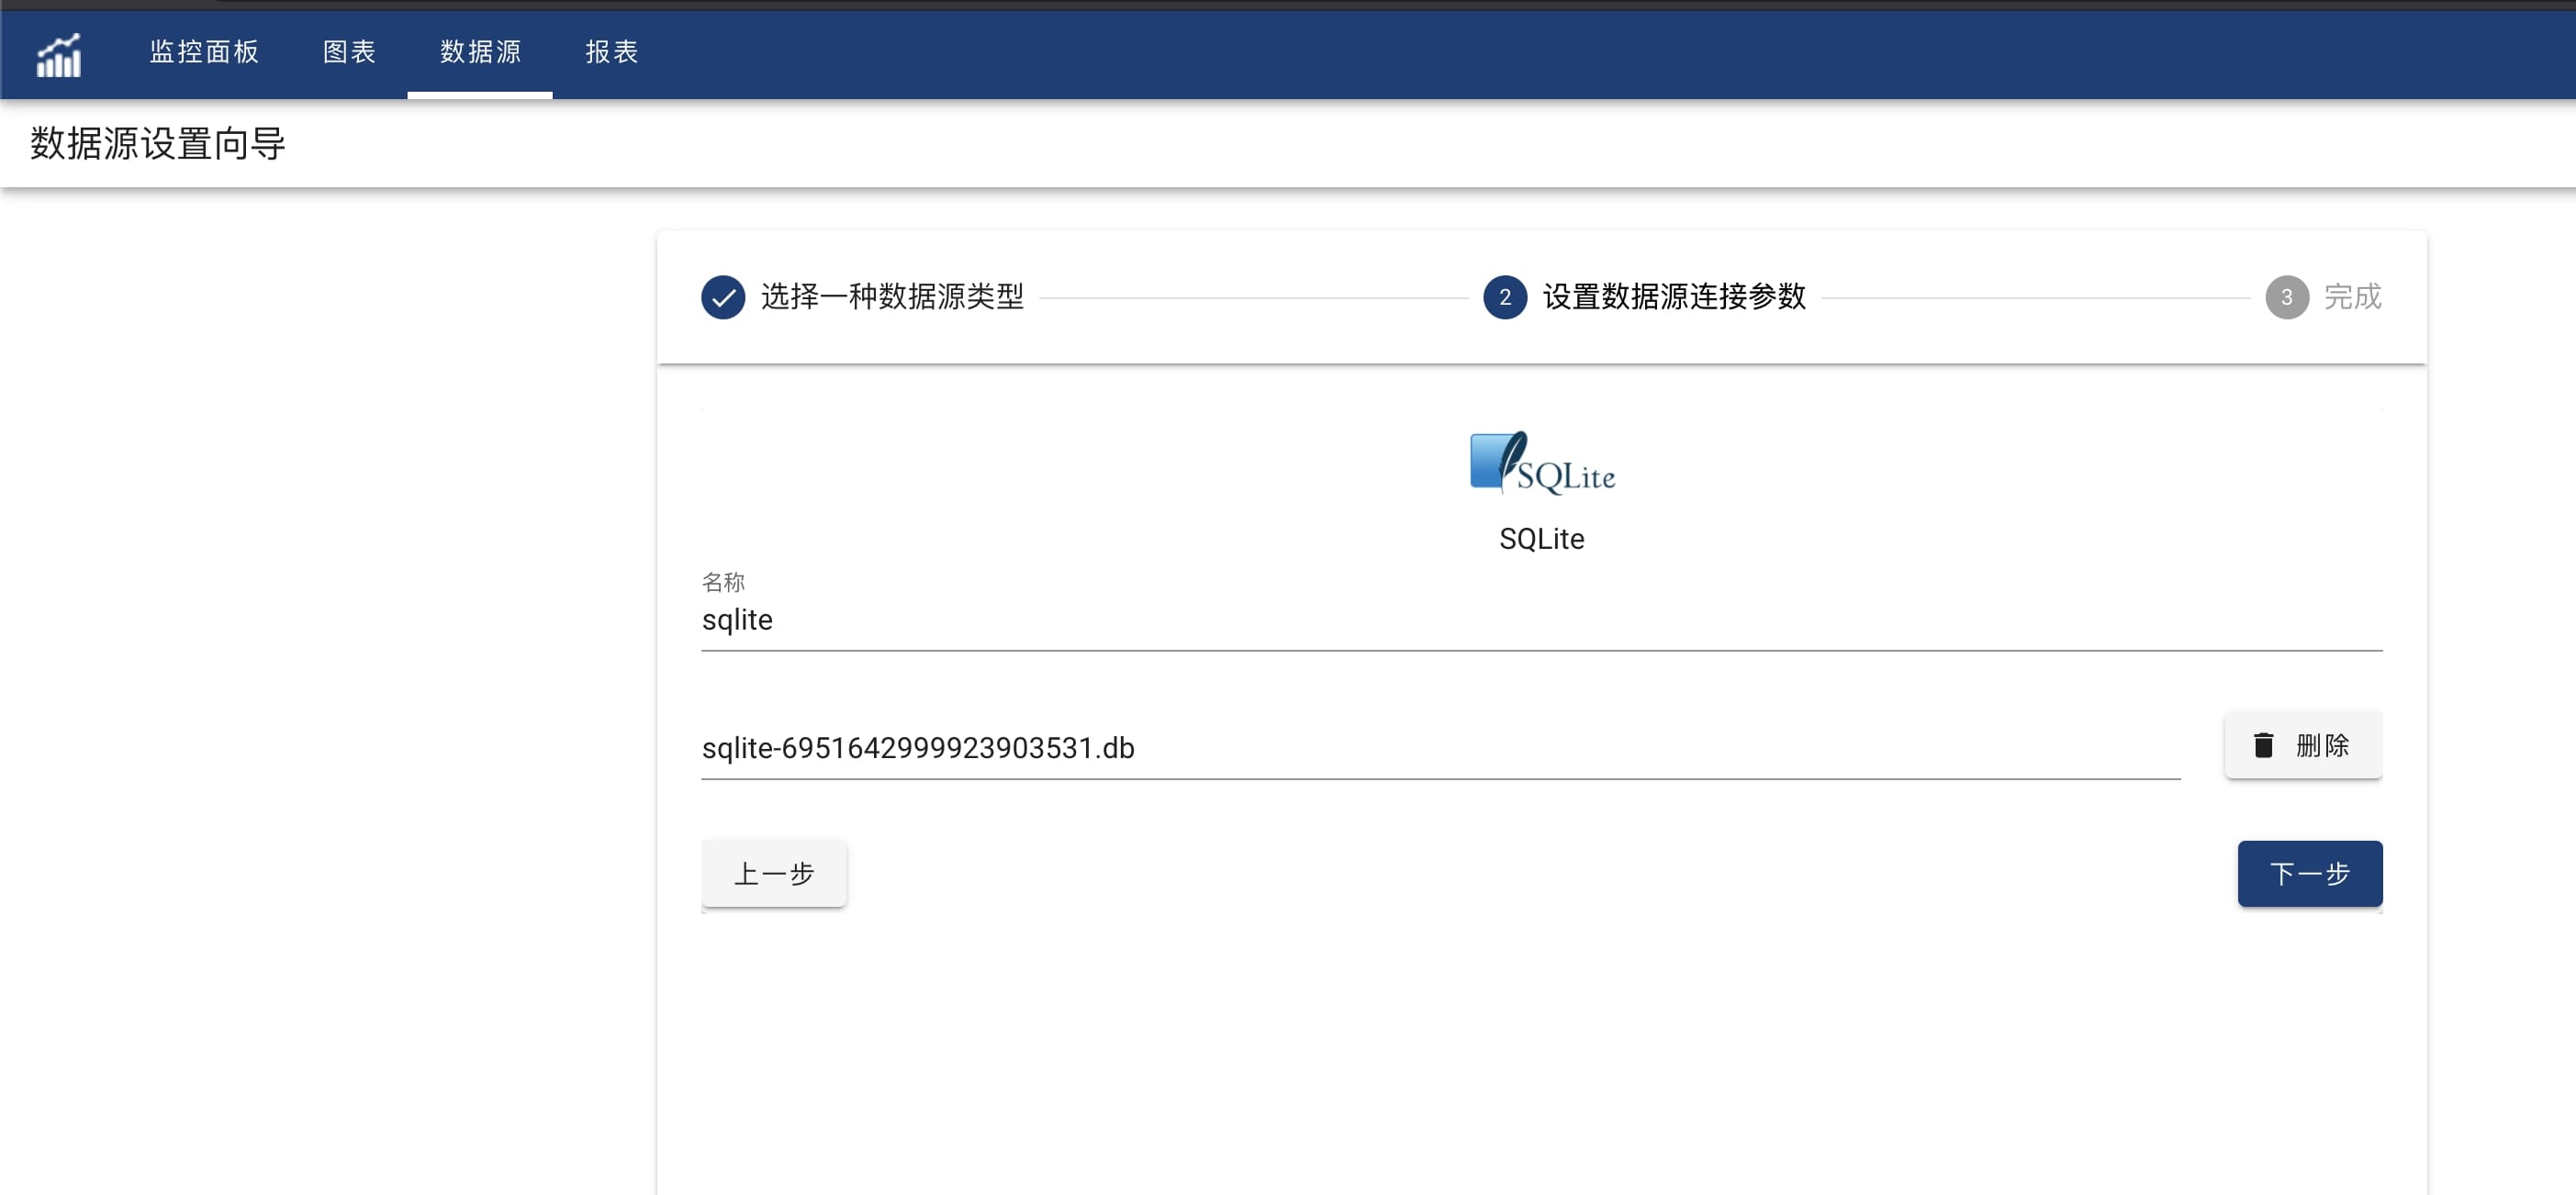 监控面板 图表 数据源 报表
数据源设置向导
选择一种数据源类型 2 设置数据源连接参数 3 完成
SQLite
SQLite
名称
sqlite
sqlite-6951642999923903531.db 删除
上一步 下一步